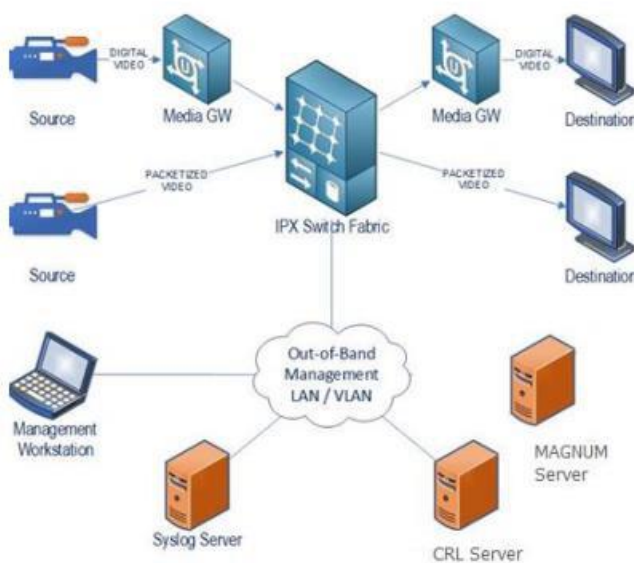 DIGITAL
VIDEO
DIGITAL
VIDEO
Source
Media GW
Media GW
Destination
PACKETIZED
VIDEO
PACKETIZED
VIDEO
IPX Switch Fabric
Source
Destination
Out-of-Band
Management
LAN / VLAN
Management
Workstation
MAGNUM
Server
Syslog Server
CRL Server